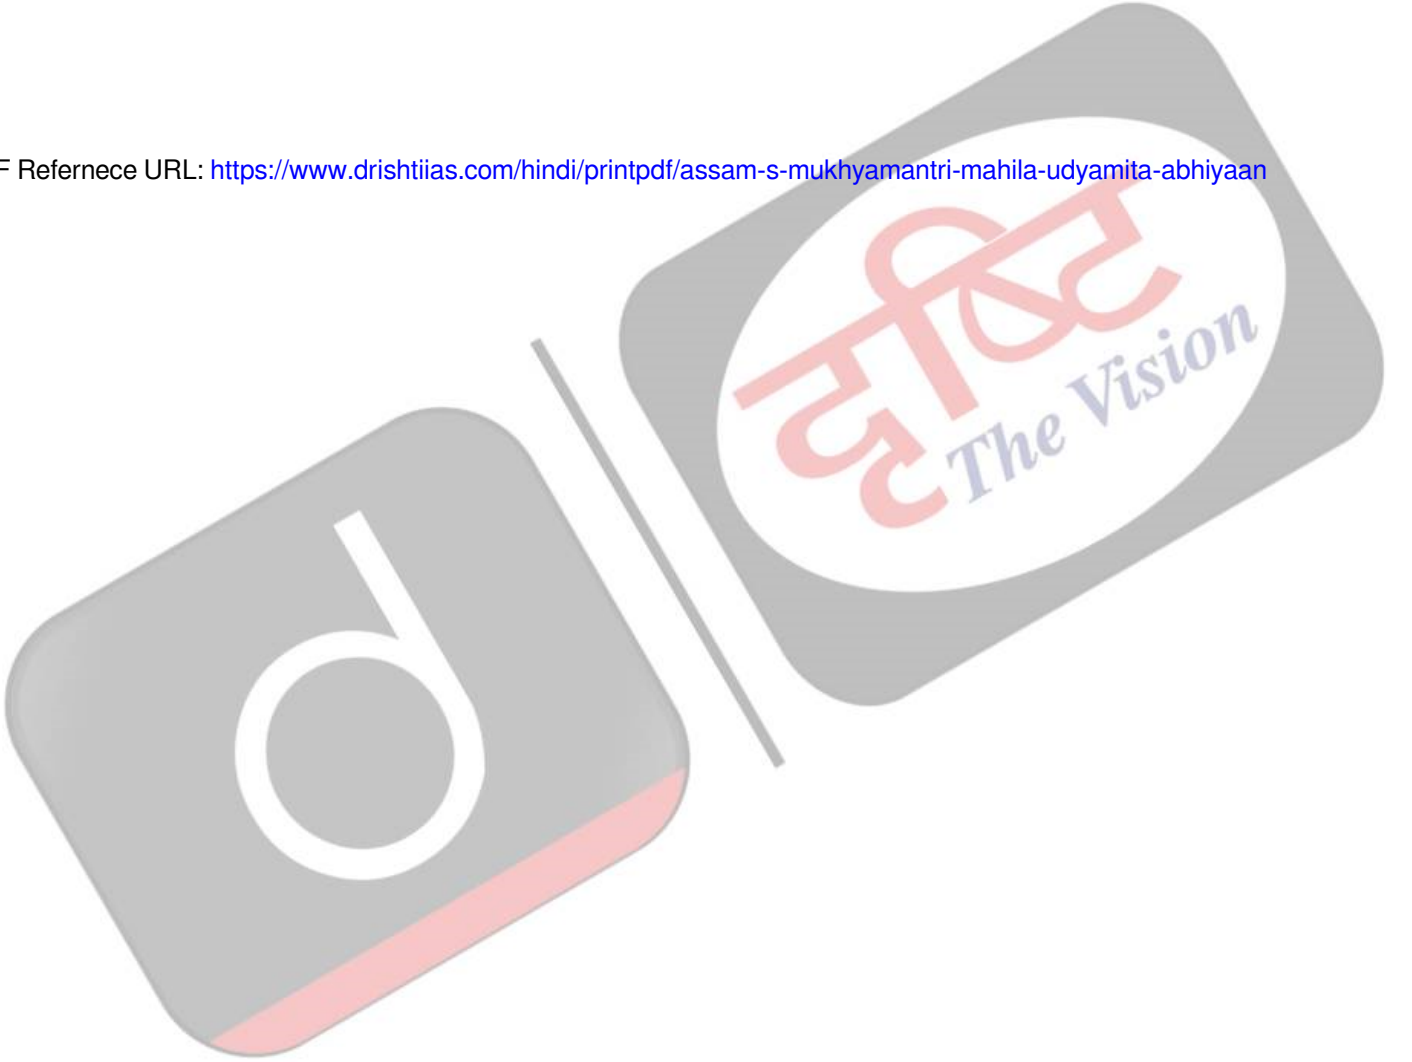 F Refernece URL: https://www.drishtiias.com/hindi/printpdf/assam-s-mukhyamantri-mahila-udyamita-abhiyaan
दृष्टि
The Vision
d